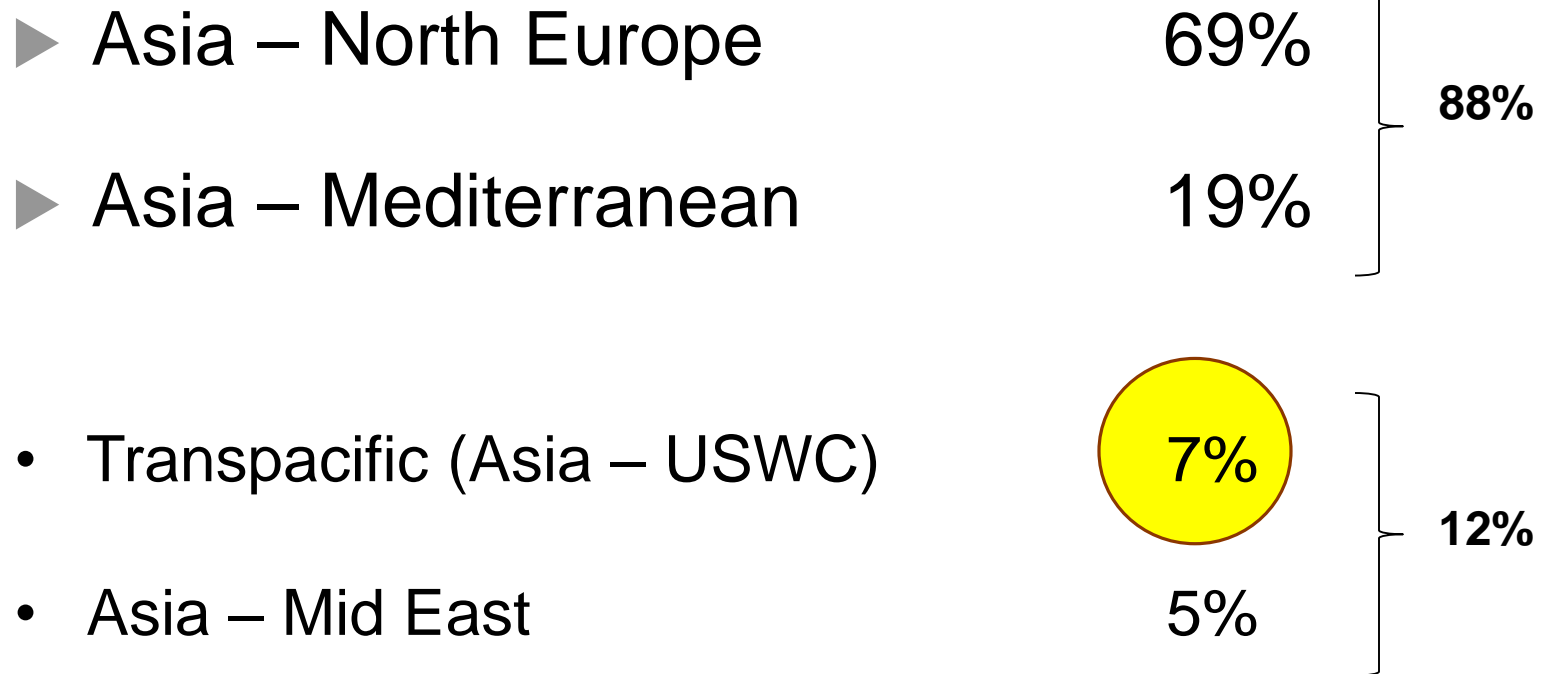 Asia – North Europe 69%
88%
Asia – Mediterranean 19%
• Transpacific (Asia – USWC) 7%
12%
• Asia – Mid East 5%